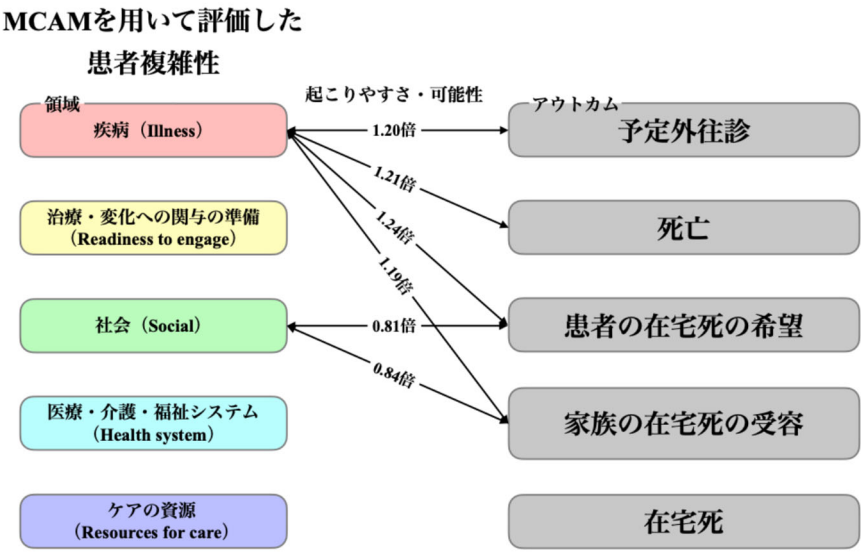 MCAMを用いて評価した
患者複雑性
領域
起こりやすさ・可能性
アウトカム
疾病（Illness）
1.20倍
予定外往診
1.21倍
治療・変化への関与の準備
（Readiness to engage）
死亡
1.24倍
1.19倍
社会（Social）
0.81倍
患者の在宅死の希望
0.84倍
医療・介護・福祉システム
（Health system）
家族の在宅死の受容
ケアの資源
（Resources for care）
在宅死